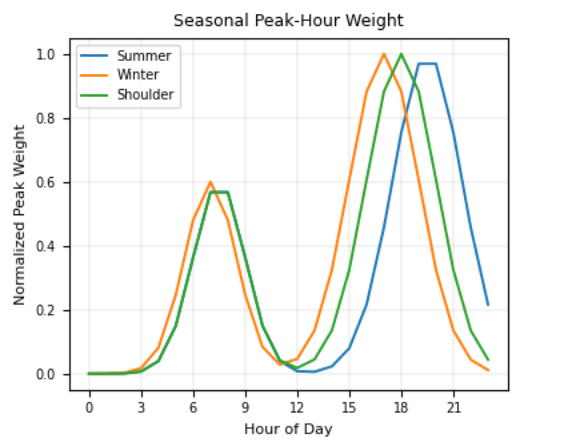 Seasonal Peak-Hour Weight
Summer
Winter
Shoulder
Normalized Peak Weight
1.0
0.8
0.6
0.4
0.2
0.0
0 3 6 9 12 15 18 21
Hour of Day